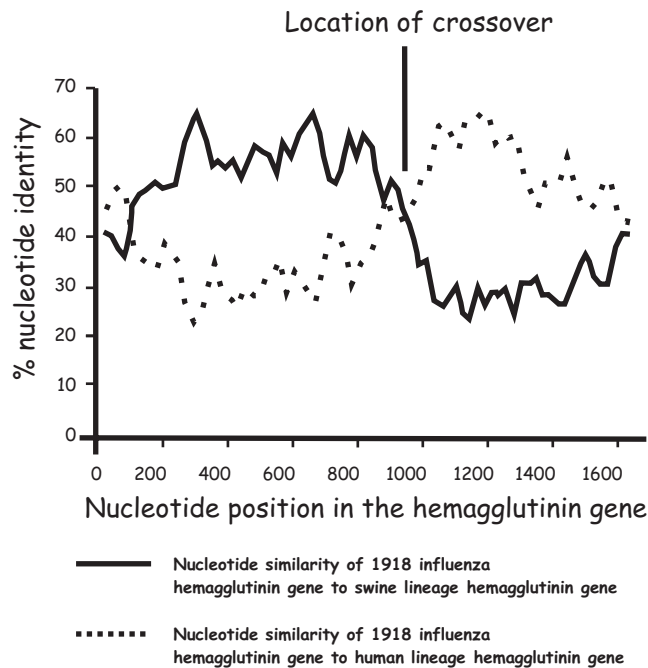 Location of crossover
70
60
50
40
30
20
10
0
% nucleotide identity
0 200 400 600 800 1000 1200 1400 1600
Nucleotide position in the hemagglutinin gene
Nucleotide similarity of 1918 influenza
hemagglutinin gene to swine lineage hemagglutinin gene
Nucleotide similarity of 1918 influenza
hemagglutinin gene to human lineage hemagglutinin gene